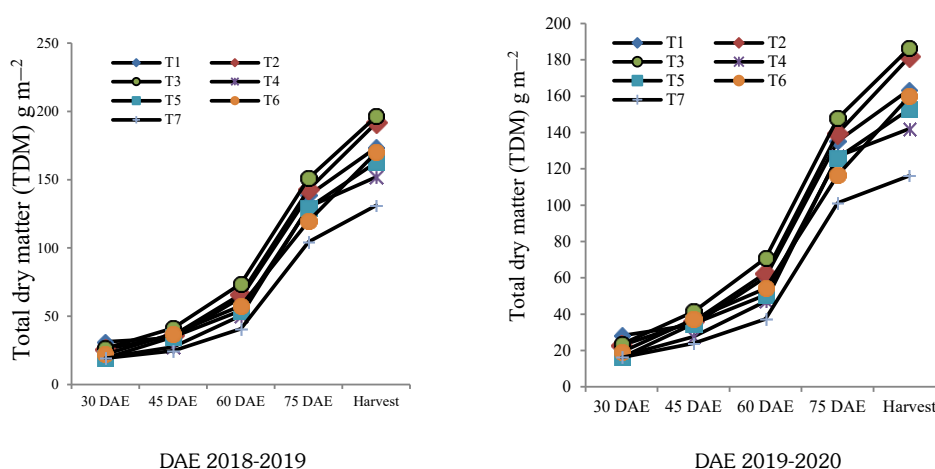 Total dry matter (TDM) g m−2
250
200
150
100
50
0
T1
T2
T3
T4
T5
T6
T7
30 DAE
45 DAE
60 DAE
75 DAE
Harvest
DAE 2018-2019
Total dry matter (TDM) g m−2
200
180
160
140
120
100
80
60
40
20
0
T1
T2
T3
T4
T5
T6
T7
30 DAE
45 DAE
60 DAE
75 DAE
Harvest
DAE 2019-2020